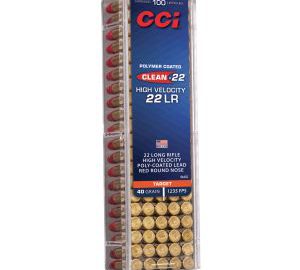 100
CCI
POLYMER COATED
CLEAN-22
HIGH VELOCITY
22 LR
22 LONG RIFLE
HIGH VELOCITY
POLY-COATED LEAD
RED ROUND NOSE
TARGET
40 GRAIN 1235 FPS